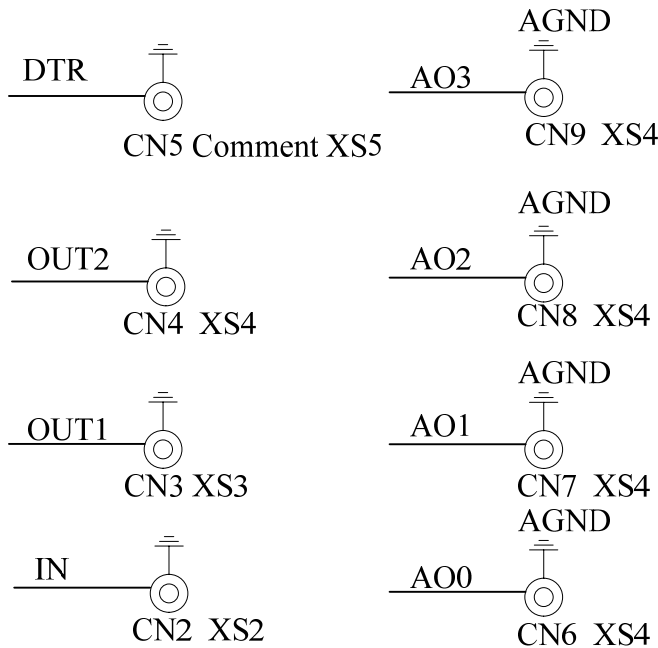 DTR
CN5 Comment XS5
OUT2
CN4 XS4
OUT1
CN3 XS3
IN
CN2 XS2
AGND
AO3
CN9 XS4
AGND
AO2
CN8 XS4
AGND
AO1
CN7 XS4
AGND
AO0
CN6 XS4